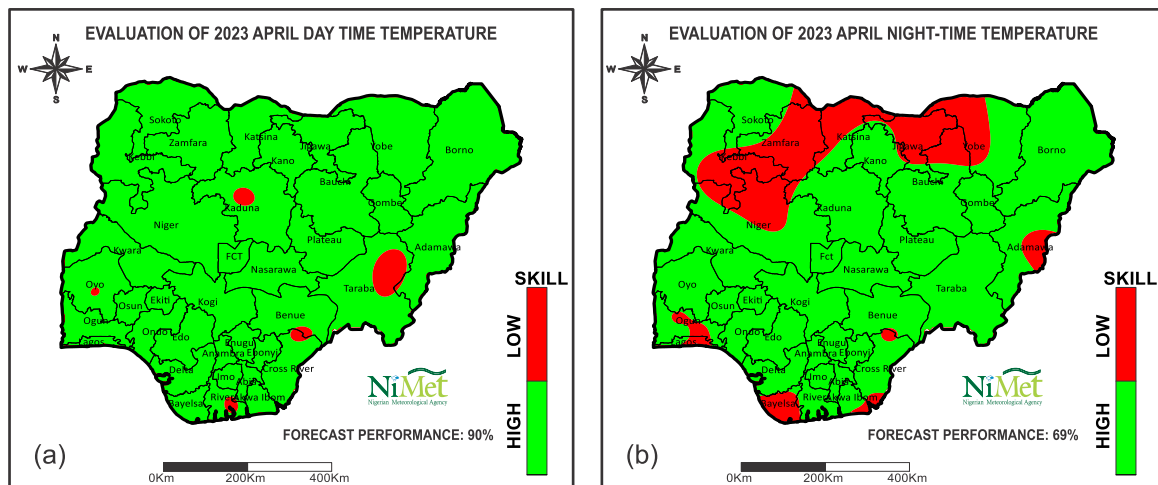 EVALUATION OF 2023 APRIL DAY TIME TEMPERATURE
N
W E
S
Sokoto
Zamfara
Katsina
Kebbi
Kano
Jigawa
Yobe
Borno
Bauchi
Kaduna
Gombe
Niger
Adamawa
Plateau
Kwara
FCT
Nasarawa
Taraba
Oyo
Ekiti
Osun
Kogi
Benue
Ogun
Ondo
Edo
Enugu
Lagos
Anambra
Ebonyi
Cross River
Delta
Imo
Abia
Rivers
Akwa Ibom
Bayelsa
NiMet
Nigerian Meteorological Agency
FORECAST PERFORMANCE: 90%
SKILL
LOW
HIGH
(a)
0Km 200Km 400Km
EVALUATION OF 2023 APRIL NIGHT-TIME TEMPERATURE
N
W E
S
Sokoto
Zamfara
Katsina
Kebbi
Kano
Jigawa
Yobe
Borno
Bauchi
Kaduna
Gombe
Niger
Adamawa
Plateau
Kwara
Fct
Nasarawa
Taraba
Oyo
Ekiti
Osun
Kogi
Benue
Ogun
Ondo
Edo
Enugu
Lagos
Anambra
Ebonyi
Cross River
Delta
Imo
Abia
Rivers
Akwa Ibom
Bayelsa
NiMet
Nigerian Meteorological Agency
FORECAST PERFORMANCE: 69%
SKILL
LOW
HIGH
(b)
0Km 200Km 400Km